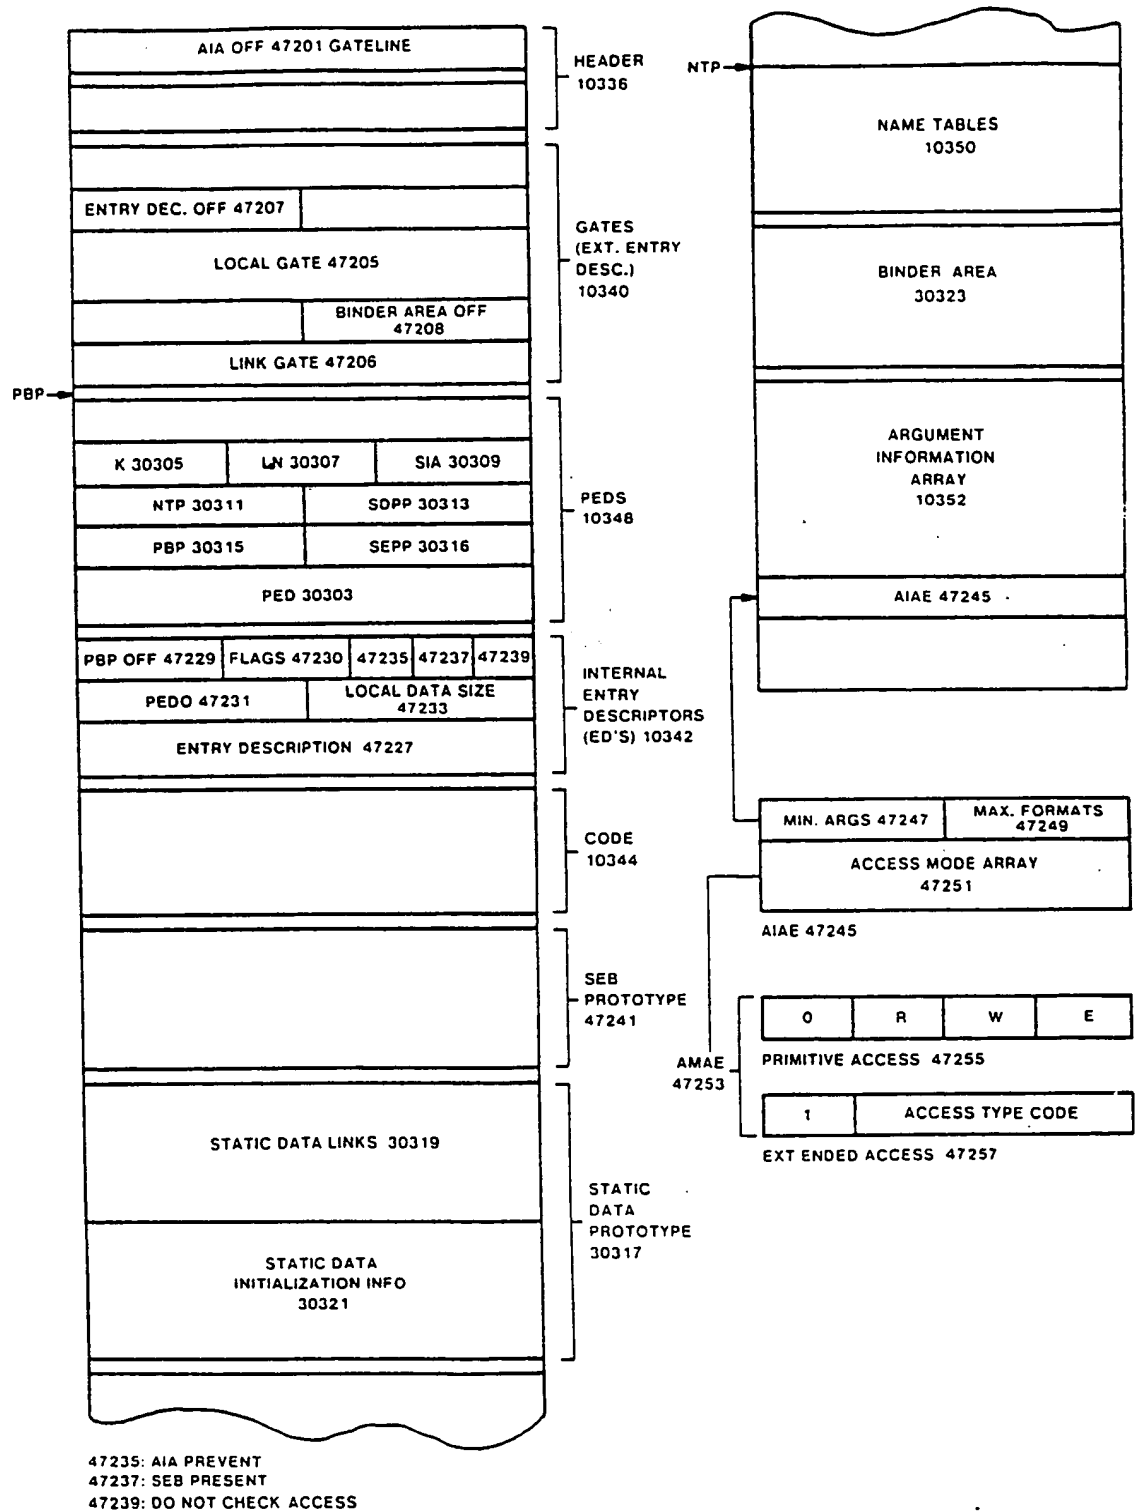 AIA OFF 47201 GATELINE
HEADER
10336
ENTRY DEC. OFF 47207
LOCAL GATE 47205
BINDER AREA OFF
47208
LINK GATE 47206
GATES
(EXT. ENTRY
DESC.)
10340
PBP
K 30305
LN 30307
SIA 30309
NTP 30311
SDPP 30313
PBP 30315
SEPP 30316
PED 30303
PEDS
10348
PBP OFF 47229
FLAGS 47230
47235
47237
47239
PEDO 47231
LOCAL DATA SIZE
47233
ENTRY DESCRIPTION 47227
INTERNAL
ENTRY
DESCRIPTORS
(ED'S) 10342
CODE
10344
SEB
PROTOTYPE
47241
STATIC DATA LINKS 30319
STATIC DATA
INITIALIZATION INFO
30321
STATIC
DATA
PROTOTYPE
30317
47235: AIA PREVENT
47237: SEB PRESENT
47239: DO NOT CHECK ACCESS
NTP
NAME TABLES
10350
BINDER AREA
30323
ARGUMENT
INFORMATION
ARRAY
10352
AIAE 47245
MIN. ARGS 47247
MAX. FORMATS
47249
ACCESS MODE ARRAY
47251
AIAE 47245
AMAE
47253
O
R
W
E
PRIMITIVE ACCESS 47255
1
ACCESS TYPE CODE
EXT ENDED ACCESS 47257